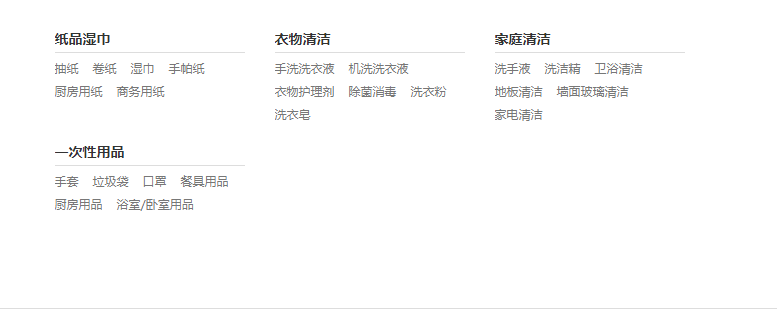 纸品湿巾
抽纸 卷纸 湿巾 手帕纸
厨房用纸 商务用纸
衣物清洁
手洗洗衣液 机洗洗衣液
衣物护理剂 除菌消毒 洗衣粉
洗衣皂
家庭清洁
洗手液 洗洁精 卫浴清洁
地板清洁 墙面玻璃清洁
家电清洁
一次性用品
手套 垃圾袋 口罩 餐具用品
厨房用品 浴室/卧室用品